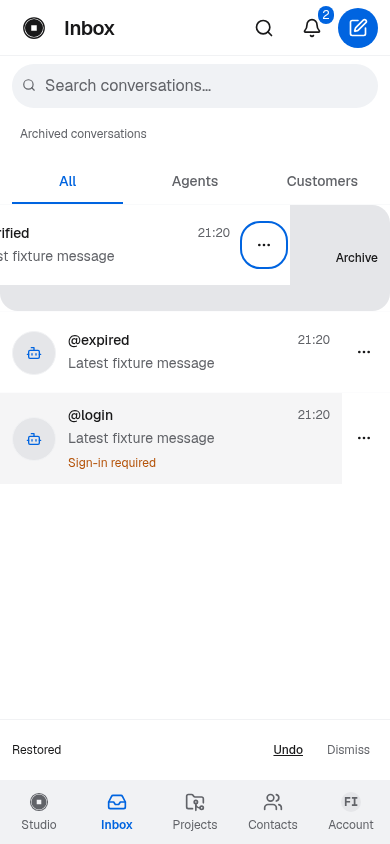 Inbox
2
Search conversations...
Archived conversations
All
Agents
Customers
rified
21:20
st fixture message
Archive
@expired
21:20
Latest fixture message
@login
21:20
Latest fixture message
Sign-in required
Restored
Undo
Dismiss
FI
Studio
Inbox
Projects
Contacts
Account